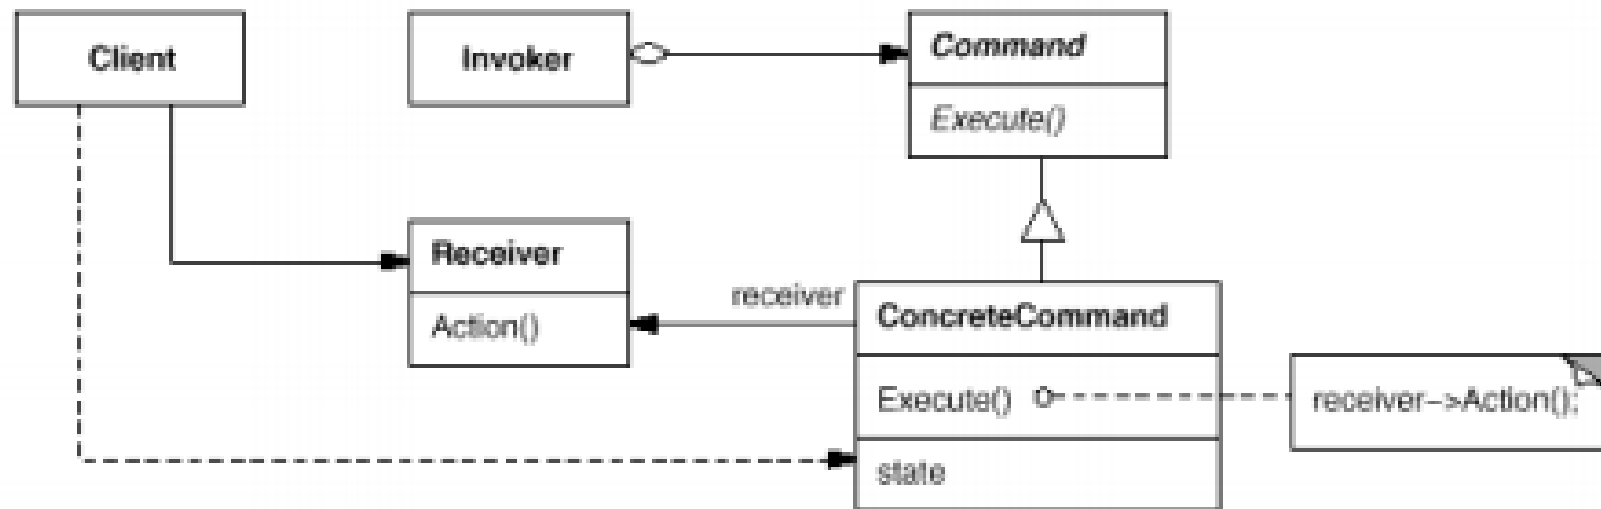 Client
Invoker
Command
Execute()
Receiver
Action()
receiver
ConcreteCommand
Execute()
receiver->Action();
state